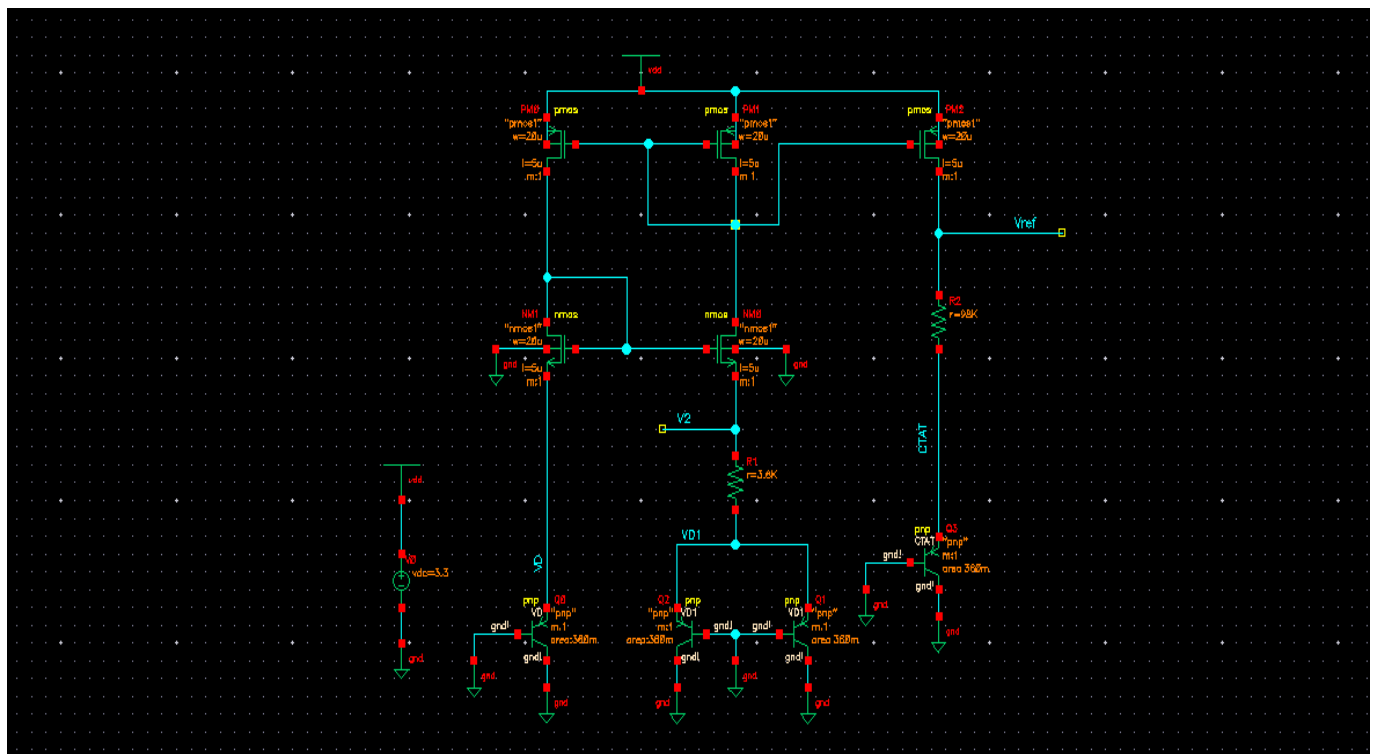 vdd
PM0 pmos
"pmos1"
w=20u
l=5u
m:1
pmos PM1
"pmos1"
w=20u
l=5u
m:1
pmos PM2
"pmos1"
w=20u
l=5u
m:1
Vref
NM1 nmos
"nmos1"
w=20u
l=5u
m:1
gnd
nmos NM0
"nmos1"
w=20u
l=5u
m:1
gnd
R2
V2
CTAT
R1
vdd
V0
vdc=3.3
gnd
VD
VD1
pnp Q0
VD "pnp"
m:1
area:360m
gnd!
gnd!
gnd
gnd
Q2 pnp
"pnp" VD1
m:1
area:360m
gnd!
gnd!
gnd
gnd
pnp Q1
VD1 "pnp"
m:1
area:360m
gnd!
gnd!
gnd
pnp Q3
CTAT "pnp"
m:1
area:360m
gnd!
gnd!
gnd
gnd